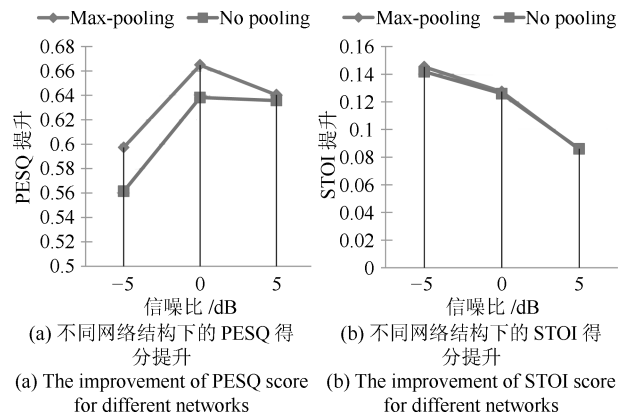 Max-pooling No pooling
0.68
0.66
0.64
0.62
0.6
0.58
0.56
0.54
0.52
0.5
PESQ 提升
−5 0 5
信噪比 /dB
(a) 不同网络结构下的 PESQ 得
分提升
(a) The improvement of PESQ score
for different networks
Max-pooling No pooling
0.16
0.14
0.12
0.1
0.08
0.06
0.04
0.02
0
STOI 提升
−5 0 5
信噪比 /dB
(b) 不同网络结构下的 STOI 得
分提升
(b) The improvement of STOI score
for different networks